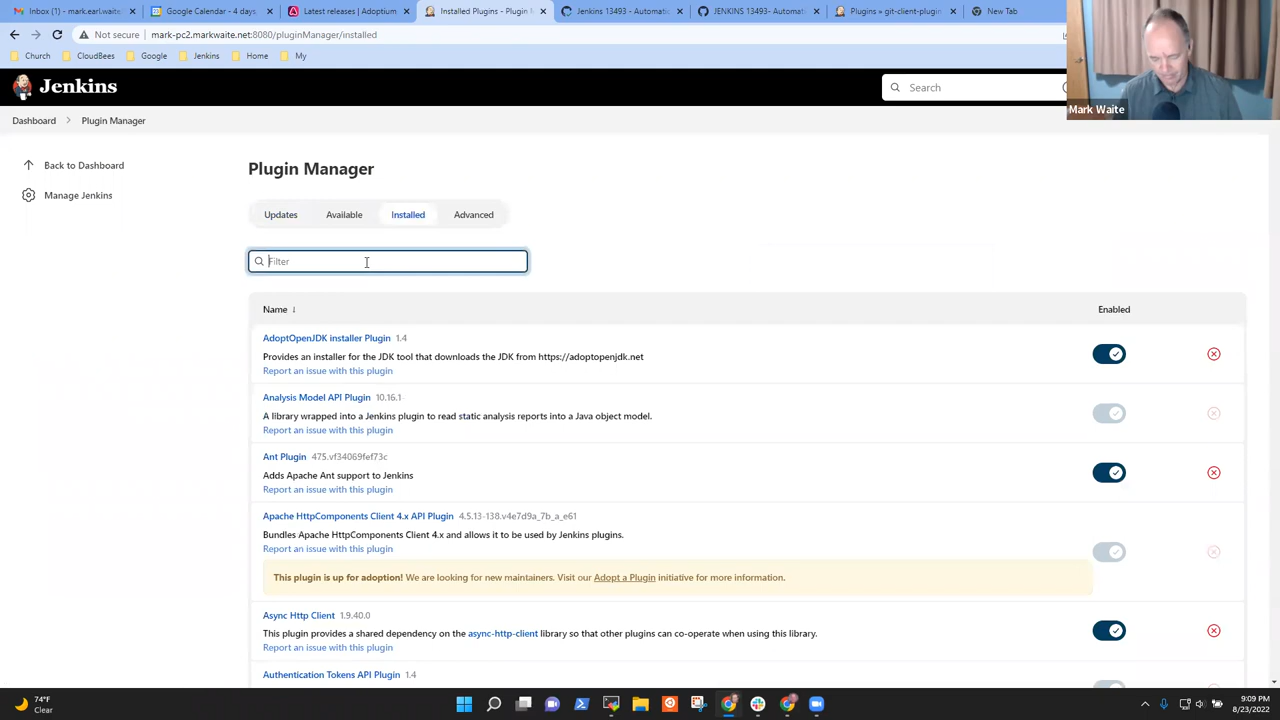 Inbox (0) - mark.earl.wait
Google Calendar - Week o
Installed Plugin - Plugin M
Jenkins 13493 - Automatic
JENKINS 13493- Automatic
Plugins » git-client-plugin
New Tab
Not secure | mark-pc2.markwaite.net:8080/pluginManager/installed
Church
CloudBees
Google
Jenkins
Home
My
Jenkins
Search
Mark Waite
Dashboard
Plugin Manager
Back to Dashboard
Manage Jenkins
Plugin Manager
Updates
Available
Installed
Advanced
Filter
Name ↓
Enabled
AdoptOpenJDK installer Plugin 1.4
Provides an installer for the JDK tool that downloads the JDK from https://adoptopenjdk.net
Report an issue with this plugin
Analysis Model API Plugin 10.16.1
A library wrapped into a Jenkins plugin to read static analysis reports into a Java object model.
Report an issue with this plugin
Ant Plugin 475.vf34069fef73c
Adds Apache Ant support to Jenkins
Report an issue with this plugin
Apache HttpComponents Client 4.x API Plugin 4.5.13-138.v4e7d9a_7b_a_e61
Bundles Apache HttpComponents Client 4.x and allows it to be used by Jenkins plugins.
Report an issue with this plugin
This plugin is up for adoption! We are looking for new maintainers. Visit our Adopt a Plugin initiative for more information.
Async Http Client 1.9.40.0
This plugin provides a shared dependency on the async-http-client library so that other plugins can co-operate when using this library.
Report an issue with this plugin
Authentication Tokens API Plugin 1.4
74°F
Clear
9:09 PM
8/23/2022